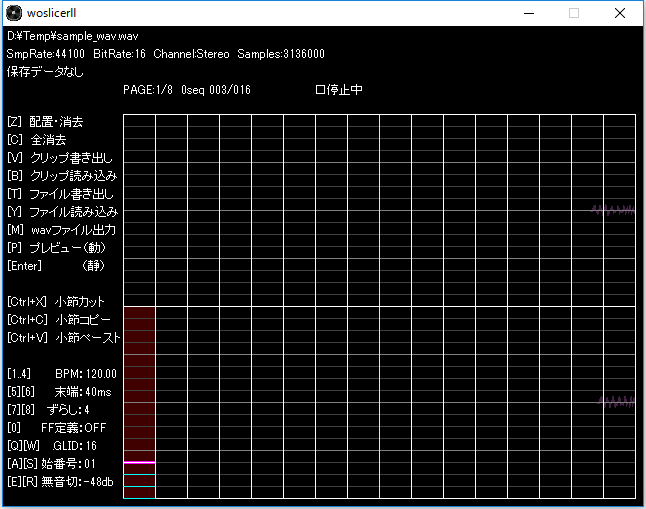 woslicerII
D:¥Temp¥sample_wav.wav
SmpRate:44100 BitRate:16 Channel:Stereo Samples:3136000
保存データなし
PAGE:1/8 0seq 003/016 □停止中
[Z] 配置・消去
[C] 全消去
[V] クリップ書き出し
[B] クリップ読み込み
[T] ファイル書き出し
[Y] ファイル読み込み
[M] wavファイル出力
[P] プレビュー(動)
[Enter] (静)
[Ctrl+X] 小節カット
[Ctrl+C] 小節コピー
[Ctrl+V] 小節ペースト
[1.4] BPM:120.00
[5][6] 末端:40ms
[7][8] ずらし:4
[0] FF定義:OFF
[Q][W] GLID:16
[A][S] 始番号:01
[E][R] 無音切:-48db